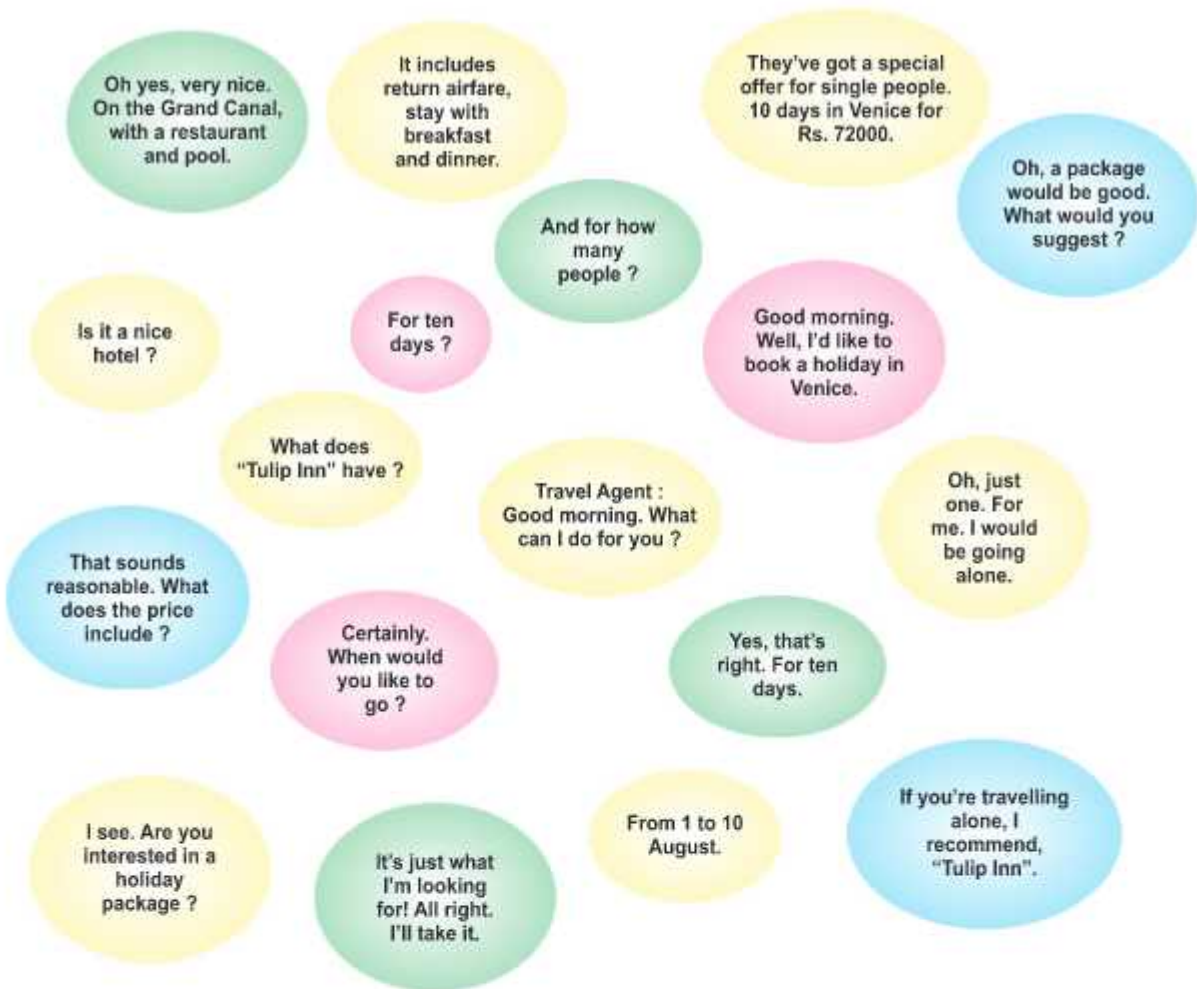 Oh yes, very nice.
On the Grand Canal,
with a restaurant
and pool.
It includes
return airfare,
stay with
breakfast
and dinner.
They've got a special
offer for single people.
10 days in Venice for
Rs. 72000.
Oh, a package
would be good.
What would you
suggest ?
And for how
many
people ?
Is it a nice
hotel ?
For ten
days ?
Good morning.
Well, I'd like to
book a holiday in
Venice.
What does
“Tulip Inn” have ?
Travel Agent :
Good morning. What
can I do for you ?
Oh, just
one. For
me. I would
be going
alone.
That sounds
reasonable. What
does the price
include ?
Certainly.
When would
you like to
go ?
Yes, that's
right. For ten
days.
I see. Are you
interested in a
holiday
package ?
It's just what
I'm looking
for! All right.
I'll take it.
From 1 to 10
August.
If you're travelling
alone, I
recommend,
“Tulip Inn”.